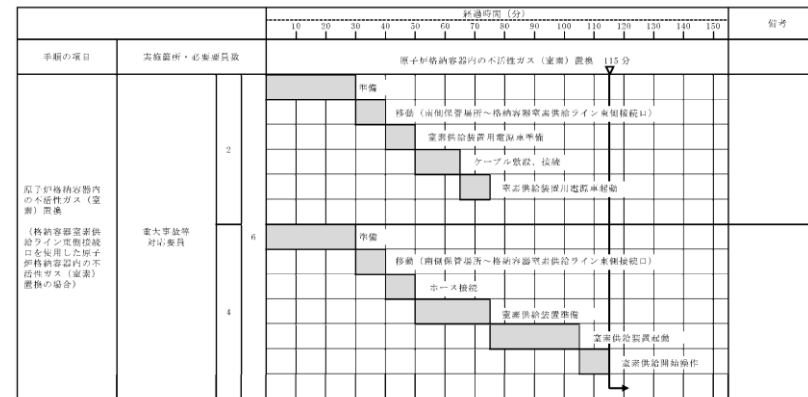 経過時間（分）
備考
10 20 30 40 50 60 70 80 90 100 110 120 130 140 150
手順の項目
実施箇所・必要要員数
原子炉格納容器内の不活性ガス（窒素）置換 115分
原子炉格納容器内
の不活性ガス（窒
素）置換
（格納容器窒素供
給ライン東側接続
口を使用した原子
炉格納容器内の不
活性ガス（窒素）
置換の場合）
重大事故等
対応要員
2
6
4
準備
移動（南側保管場所～格納容器窒素供給ライン東側接続口）
窒素供給装置用電源車準備
ケーブル敷設、接続
窒素供給装置用電源車起動
準備
移動（南側保管場所～格納容器窒素供給ライン東側接続口）
ホース接続
窒素供給装置準備
窒素供給装置起動
窒素供給開始操作